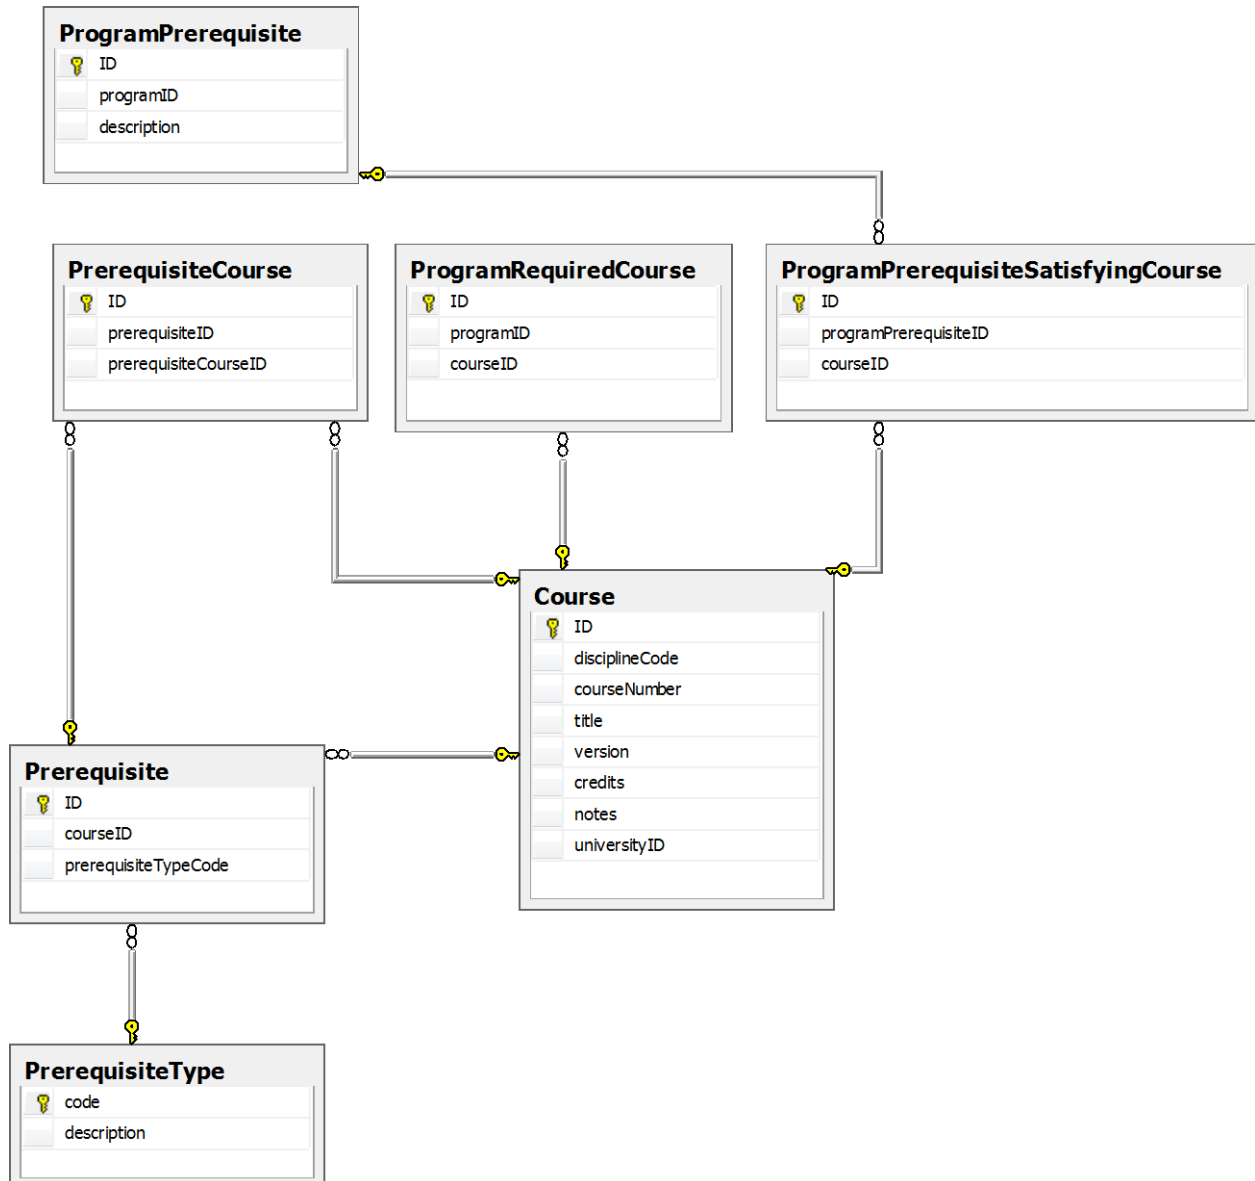 ProgramPrerequisite
ID
programID
description
PrerequisiteCourse
ID
prerequisiteID
prerequisiteCourseID
ProgramRequiredCourse
ID
programID
courseID
ProgramPrerequisiteSatisfyingCourse
ID
programPrerequisiteID
courseID
Course
ID
disciplineCode
courseNumber
title
version
credits
notes
universityID
Prerequisite
ID
courseID
prerequisiteTypeCode
PrerequisiteType
code
description